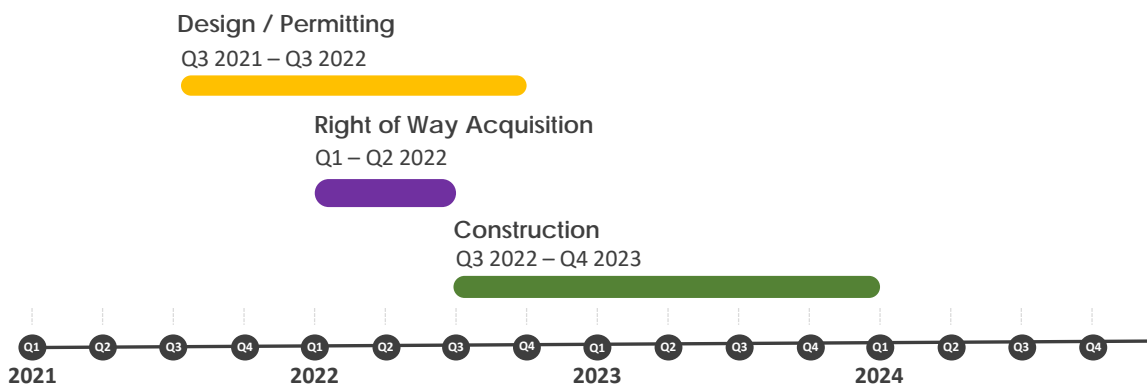 Design / Permitting
Q3 2021 – Q3 2022
Right of Way Acquisition
Q1 – Q2 2022
Construction
Q3 2022 – Q4 2023
Q1 Q2 Q3 Q4 Q1 Q2 Q3 Q4 Q1 Q2 Q3 Q4 Q1 Q2 Q3 Q4
2021 2022 2023 2024